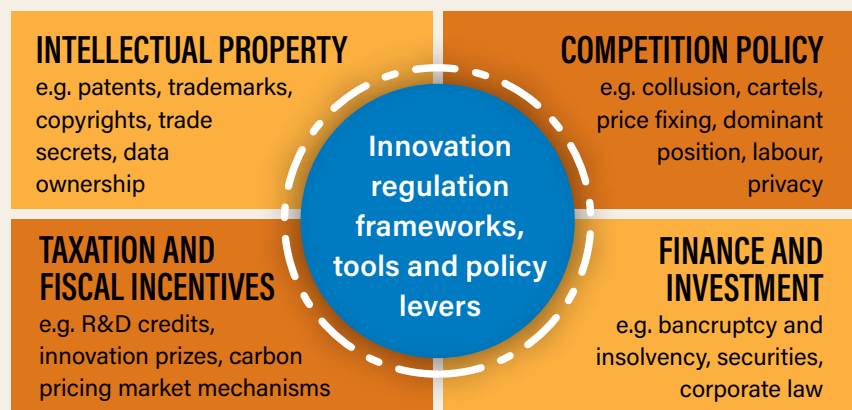 INTELLECTUAL PROPERTY
e.g. patents, trademarks,
copyrights, trade
secrets, data
ownership
COMPETITION POLICY
e.g. collusion, cartels,
price fixing, dominant
position, labour,
privacy
Innovation
regulation
frameworks,
tools and policy
levers
TAXATION AND
FISCAL INCENTIVES
e.g. R&D credits,
innovation prizes, carbon
pricing market mechanisms
FINANCE AND
INVESTMENT
e.g. bancruptcy and
insolvency, securities,
corporate law